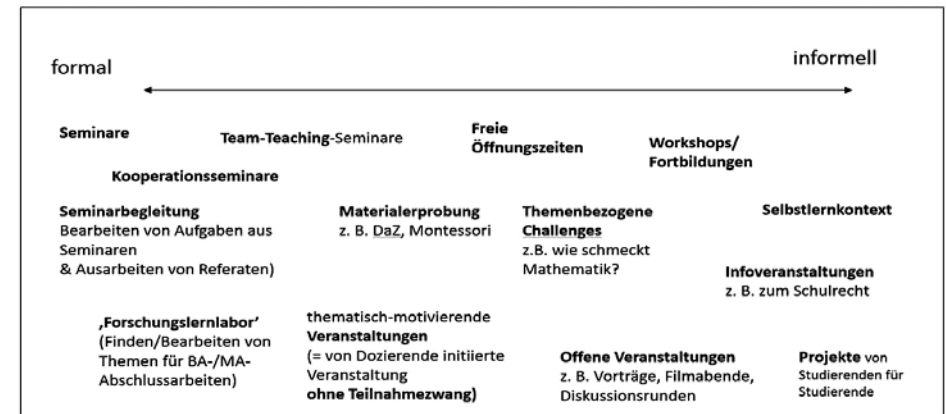 formal
informell
Seminare
Team-Teaching-Seminare
Freie
Öffnungszeiten
Workshops/
Fortbildungen
Kooperationsseminare
Seminarbegleitung
Bearbeiten von Aufgaben aus
Seminaren
& Ausarbeiten von Referaten)
Materialerprobung
z. B. DaZ, Montessori
Themenbezogene
Challenges
z.B. wie schmeckt
Mathematik?
Selbstlernkontext
Infoveranstaltungen
z. B. zum Schulrecht
‚Forschungslernlabor‘
(Finden/Bearbeiten von
Themen für BA-/MA-
Abschlussarbeiten)
thematisch-motivierende
Veranstaltungen
(= von Dozierende initiierte
Veranstaltung
ohne Teilnahmezwang)
Offene Veranstaltungen
z. B. Vorträge, Filmabende,
Diskussionsrunden
Projekte von
Studierenden für
Studierende